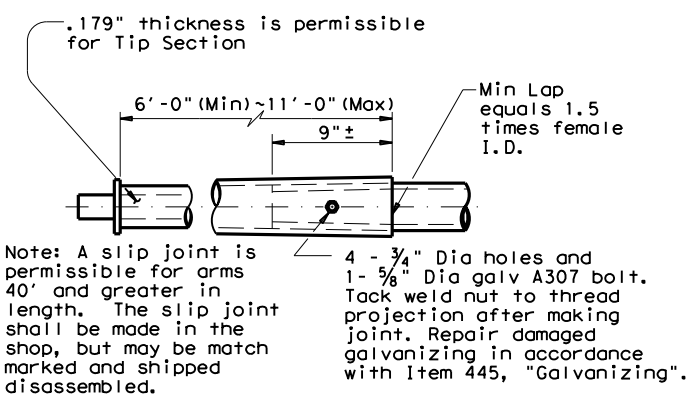 .179" thickness is permissible
for Tip Section
6'-0"(Min)~11'-0"(Max)
9"±
Min Lap
equals 1.5
times female
I.D.
Note: A slip joint is
permissible for arms
40' and greater in
length.  The slip joint
shall be made in the
shop, but may be match
marked and shipped
disassembled.
4 - 3/4" Dia holes and
1- 5/8" Dia galv A307 bolt.
Tack weld nut to thread
projection after making
joint. Repair damaged
galvanizing in accordance
with Item 445, "Galvanizing".